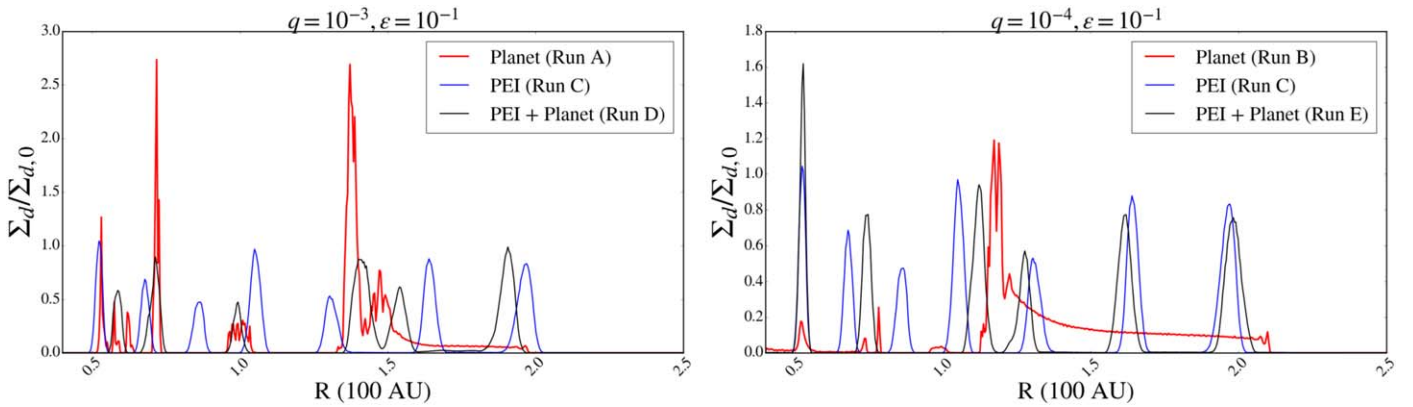 q = 10⁻³, ε = 10⁻¹
3.0
2.5
2.0
1.5
1.0
0.5
0.0
Σd/Σd,0
Planet (Run A)
PEI (Run C)
PEI + Planet (Run D)
0.5 1.0 1.5 2.0 2.5
R (100 AU)
q = 10⁻⁴, ε = 10⁻¹
1.8
1.6
1.4
1.2
1.0
0.8
0.6
0.4
0.2
0.0
Σd/Σd,0
Planet (Run B)
PEI (Run C)
PEI + Planet (Run E)
0.5 1.0 1.5 2.0 2.5
R (100 AU)